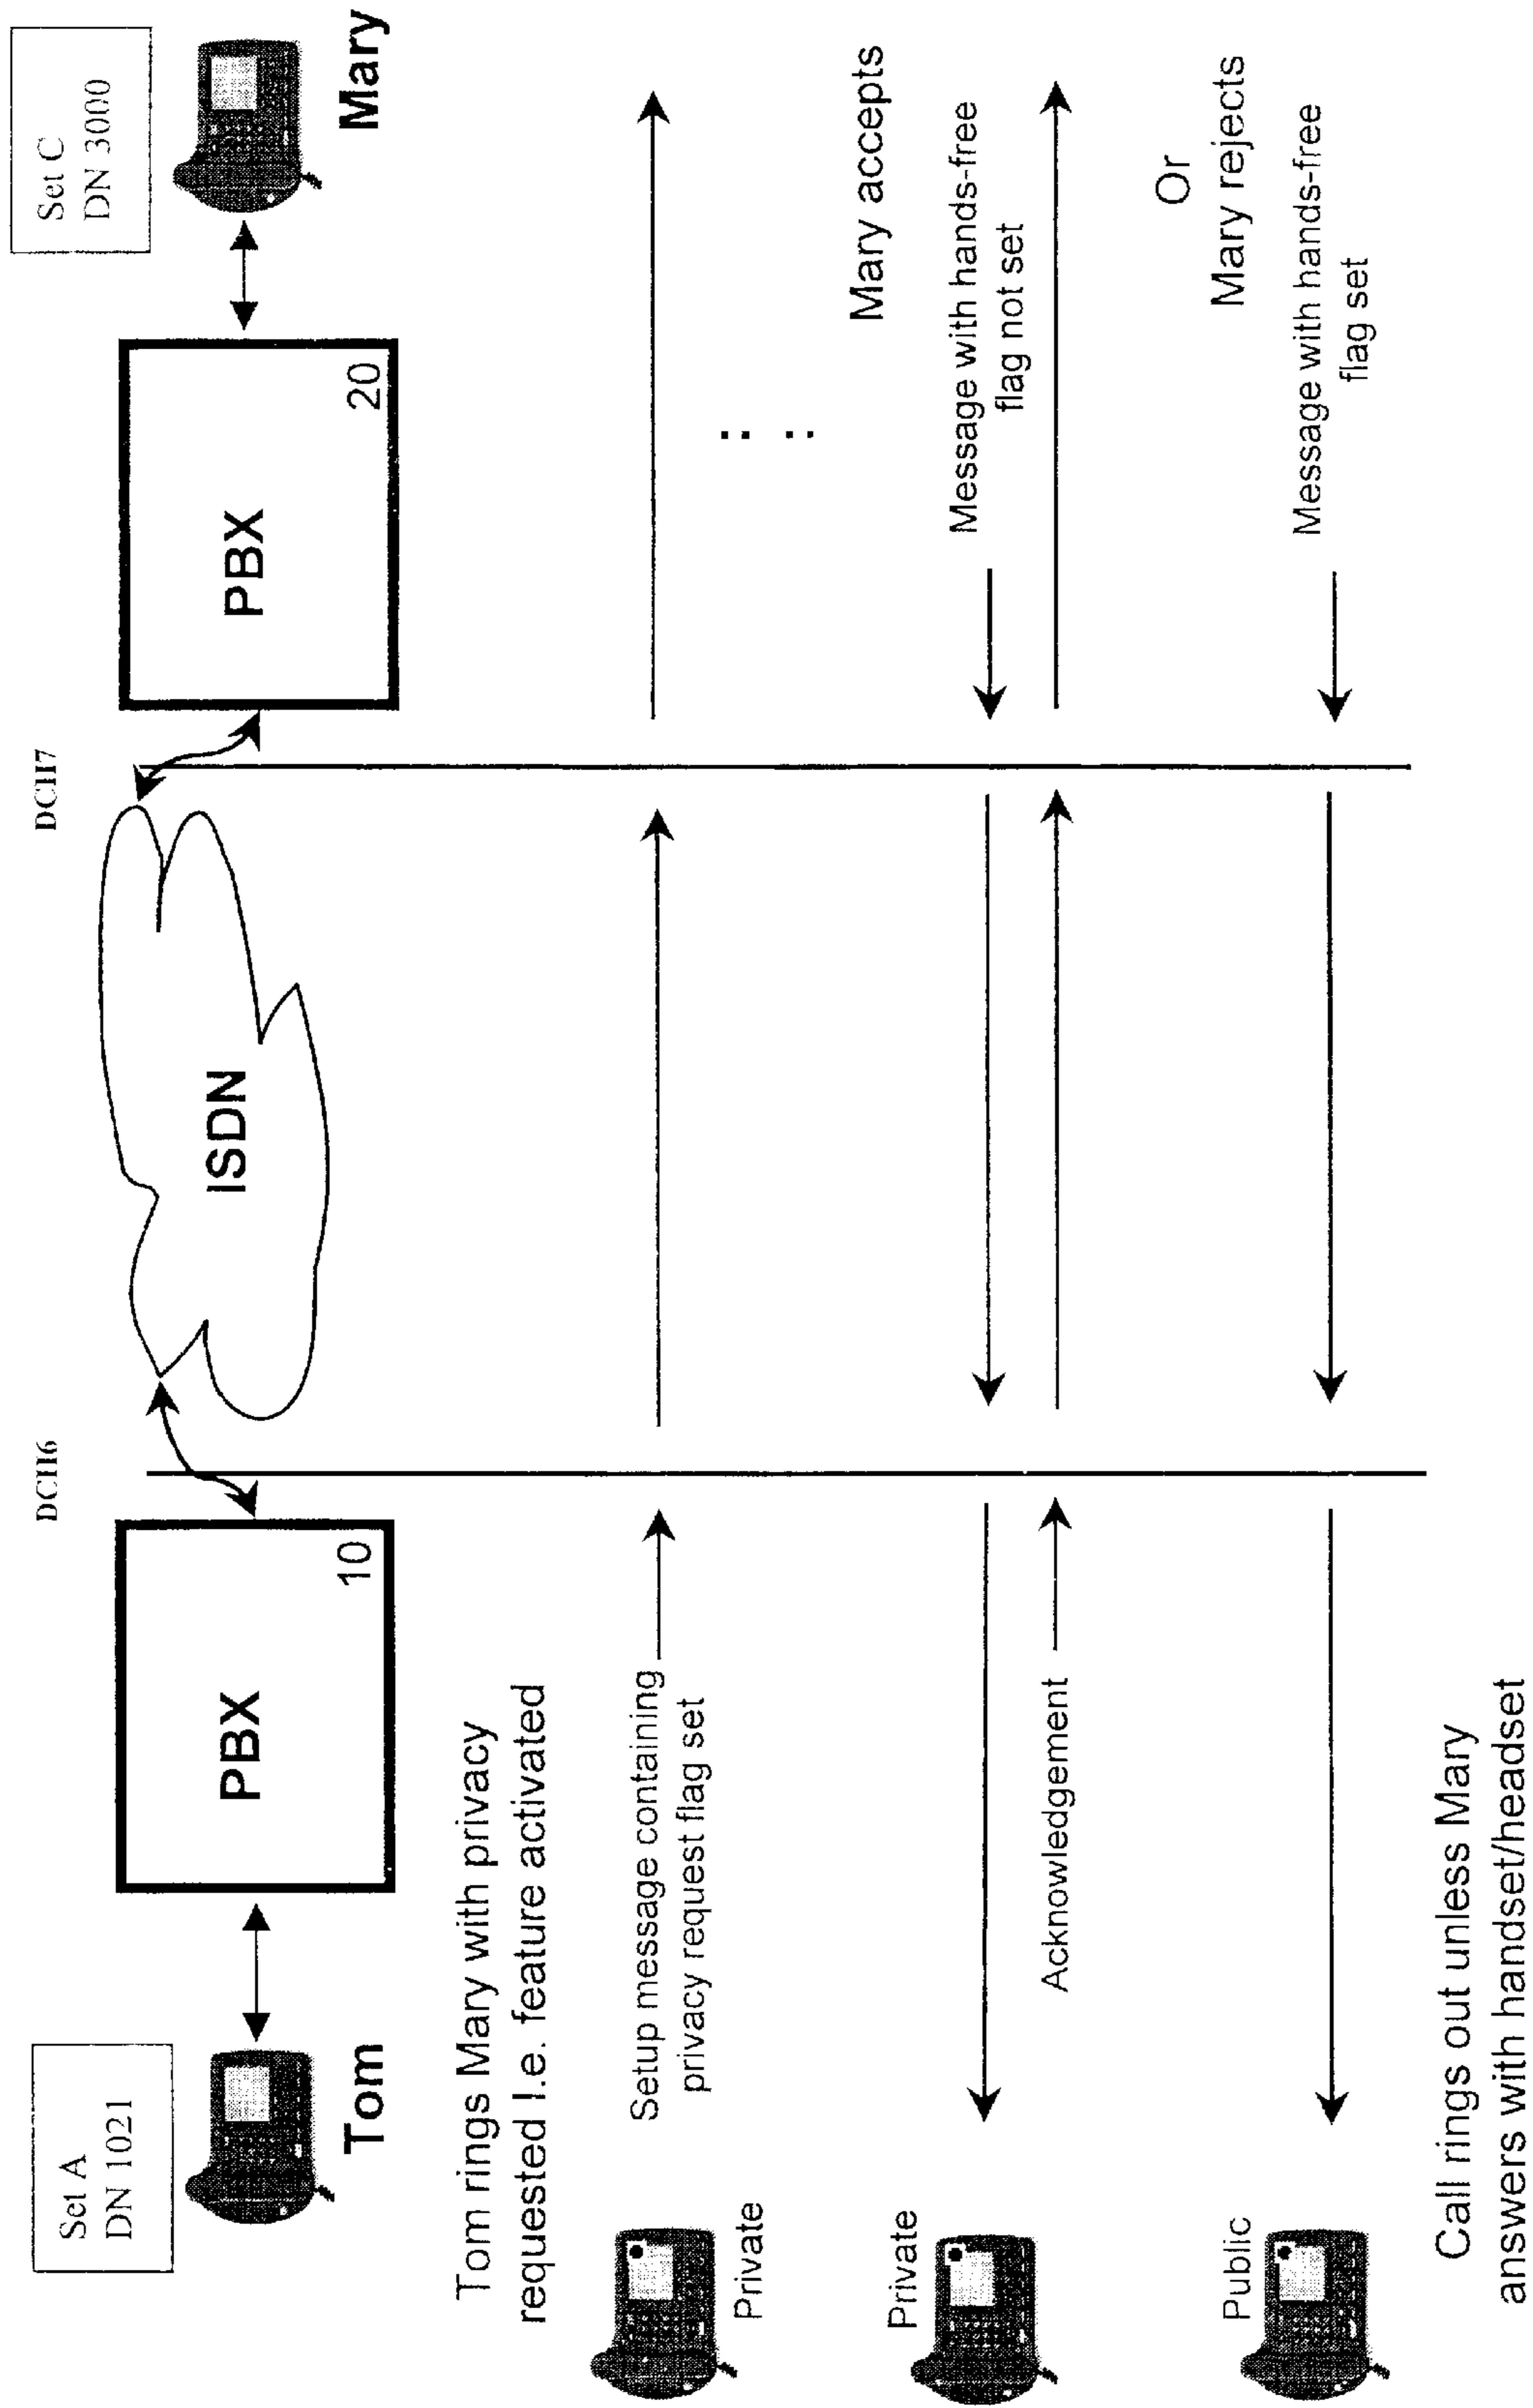 Set A
DN 1021
Tom
PBX
10
DCH6
ISDN
DCH7
PBX
20
Set C
DN 3000
Mary
Tom rings Mary with privacy
requested I.e. feature activated
Private
Setup message containing
privacy request flag set
: :
Mary accepts
Private
Message with hands-free
flag not set
Acknowledgement
Or
Mary rejects
Public
Message with hands-free
flag set
Call rings out unless Mary
answers with handset/headset